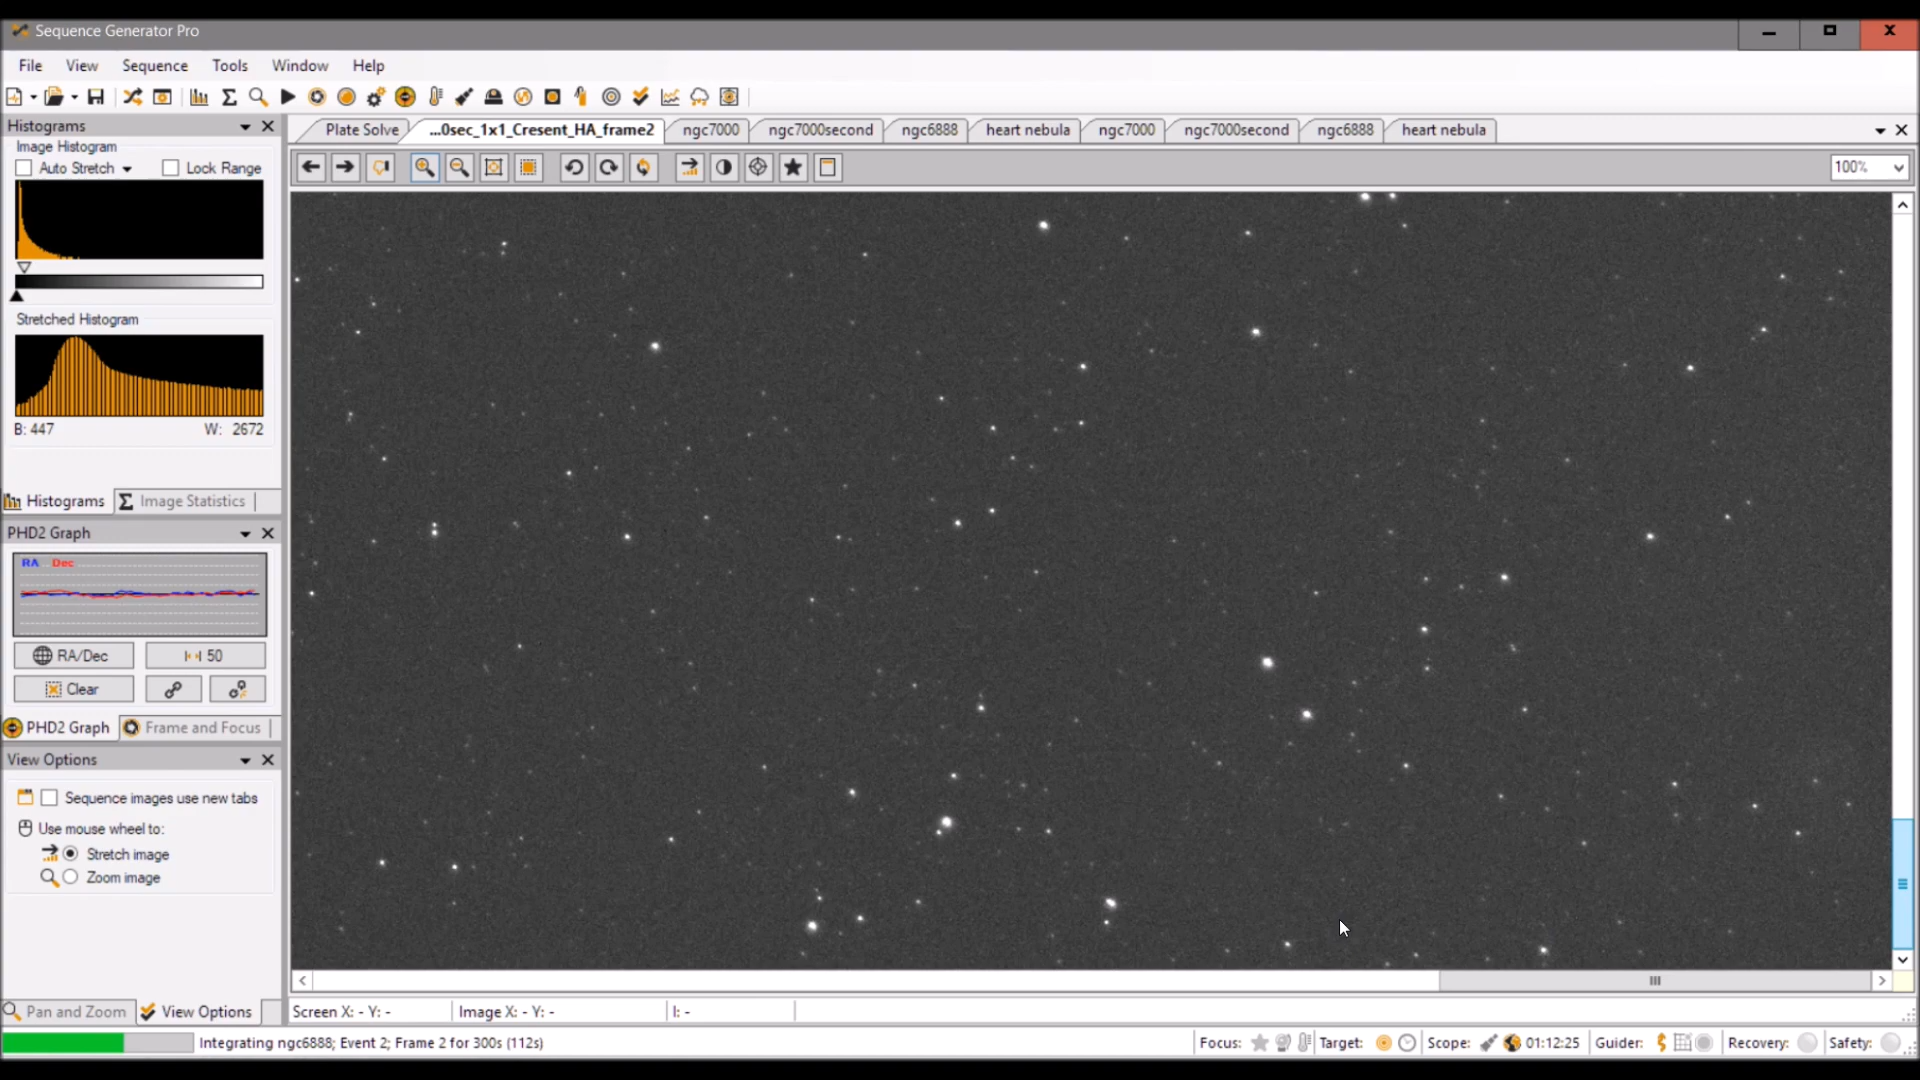 Sequence Generator Pro
File View Sequence Tools Window Help
Histograms
Image Histogram
Auto Stretch Lock Range
Stretched Histogram
B: 447 W: 2672
Histograms Image Statistics
PHD2 Graph
RA Dec
RA/Dec 50
Clear
PHD2 Graph Frame and Focus
View Options
Sequence images use new tabs
Use mouse wheel to:
Stretch image
Zoom image
Pan and Zoom View Options
Plate Solve ...0sec_1x1_Cresent_HA_frame2 ngc7000 ngc7000second ngc6888 heart nebula ngc7000 ngc7000second ngc6888 heart nebula
100%
Screen X: - Y: - Image X: - Y: - I: -
Integrating ngc6888; Event 2; Frame 2 for 300s (112s) Focus: Target: Scope: 01:12:25 Guider: Recovery: Safety: